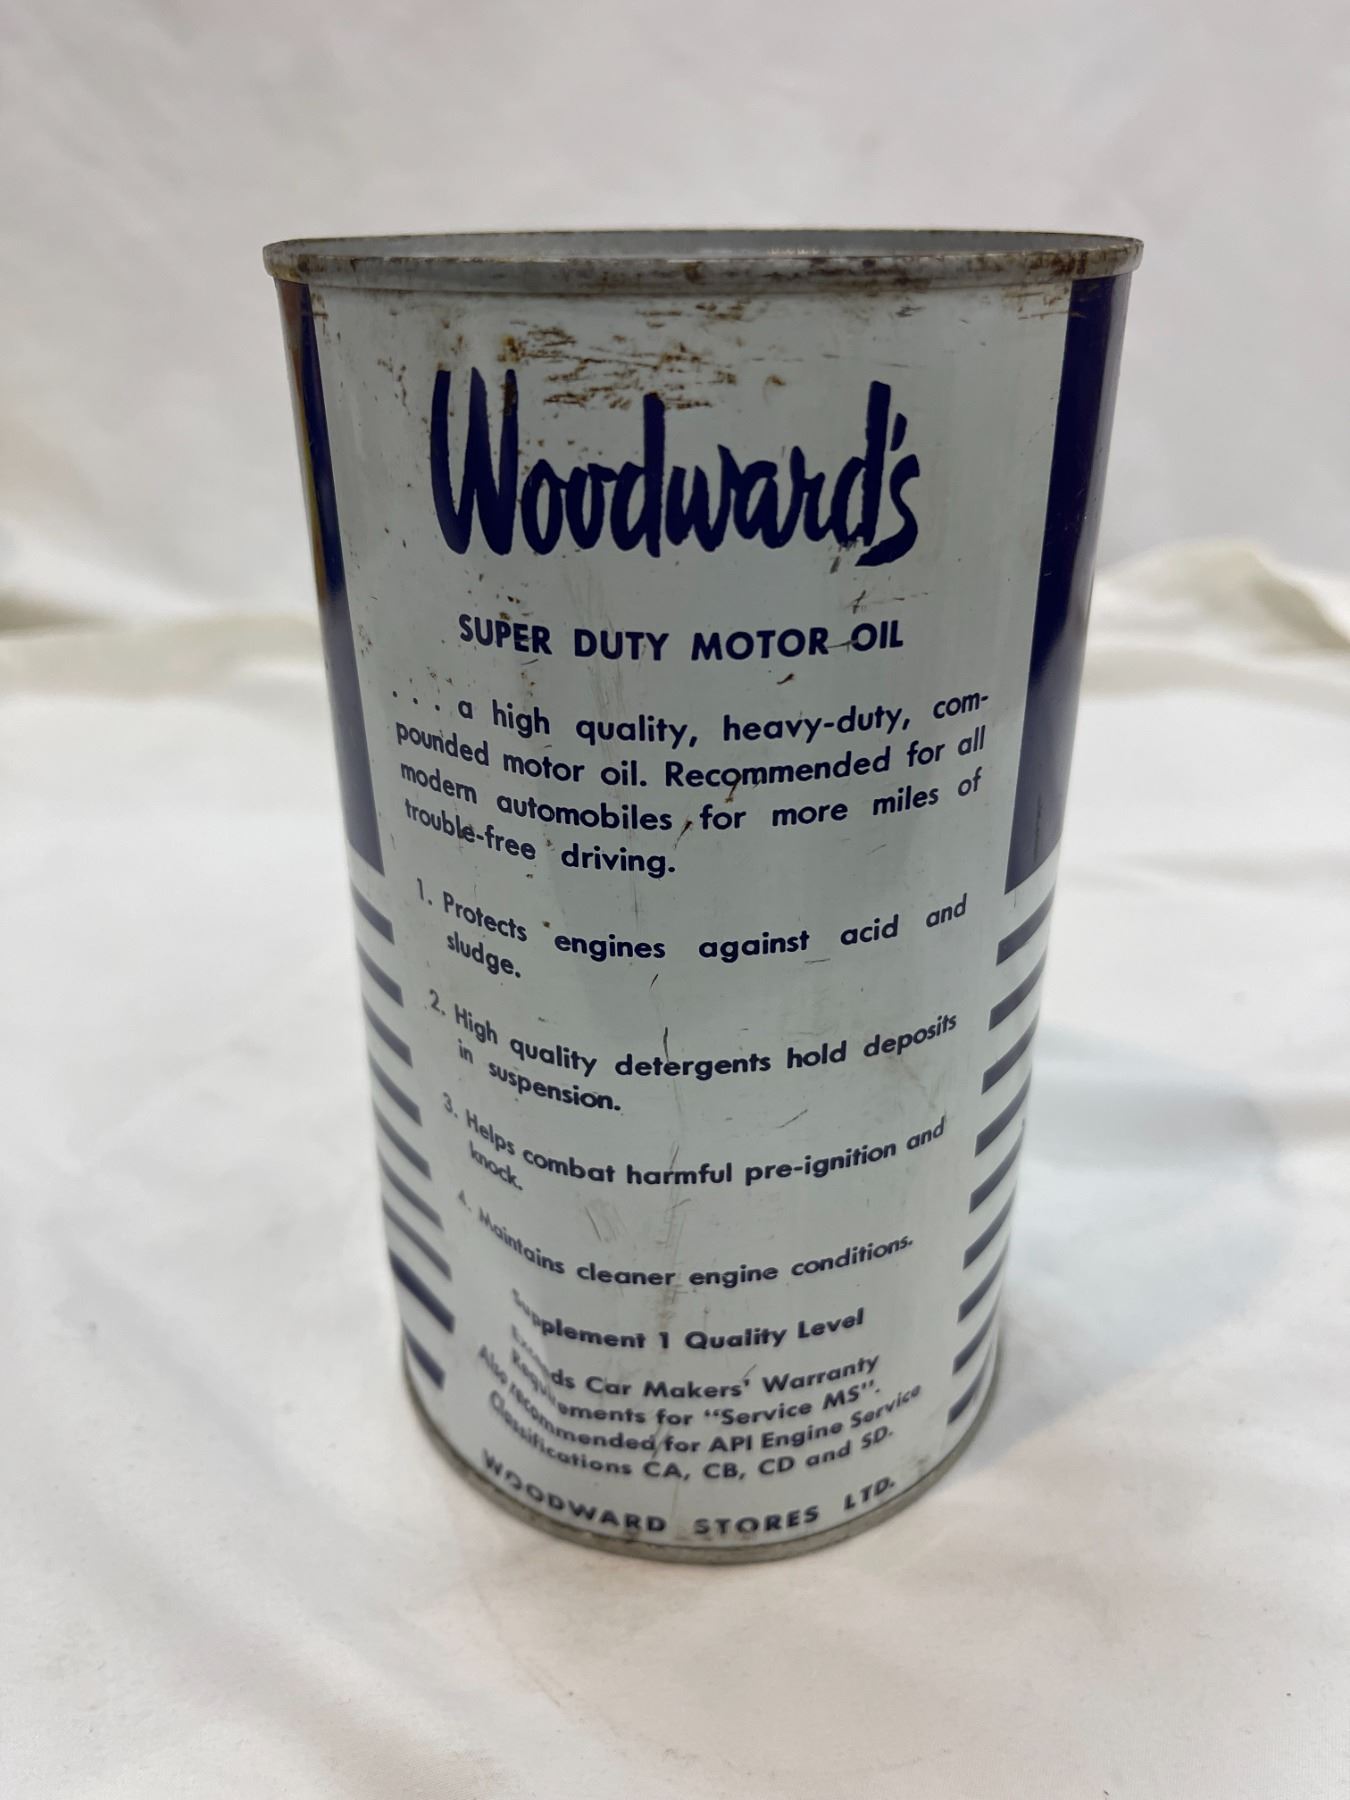 Woodward's
SUPER DUTY MOTOR OIL
. . . a high quality, heavy-duty, com-
pounded motor oil. Recommended for all
modern automobiles for more miles of
trouble-free driving.
1. Protects engines against acid and
sludge.
2. High quality detergents hold deposits
in suspension.
3. Helps combat harmful pre-ignition and
knock.
4. Maintains cleaner engine conditions.
Supplement 1 Quality Level
Exceeds Car Makers' Warranty
Requirements for "Service MS".
Also recommended for API Engine Service
Classifications CA, CB, CD and SD.
WOODWARD STORES LTD.